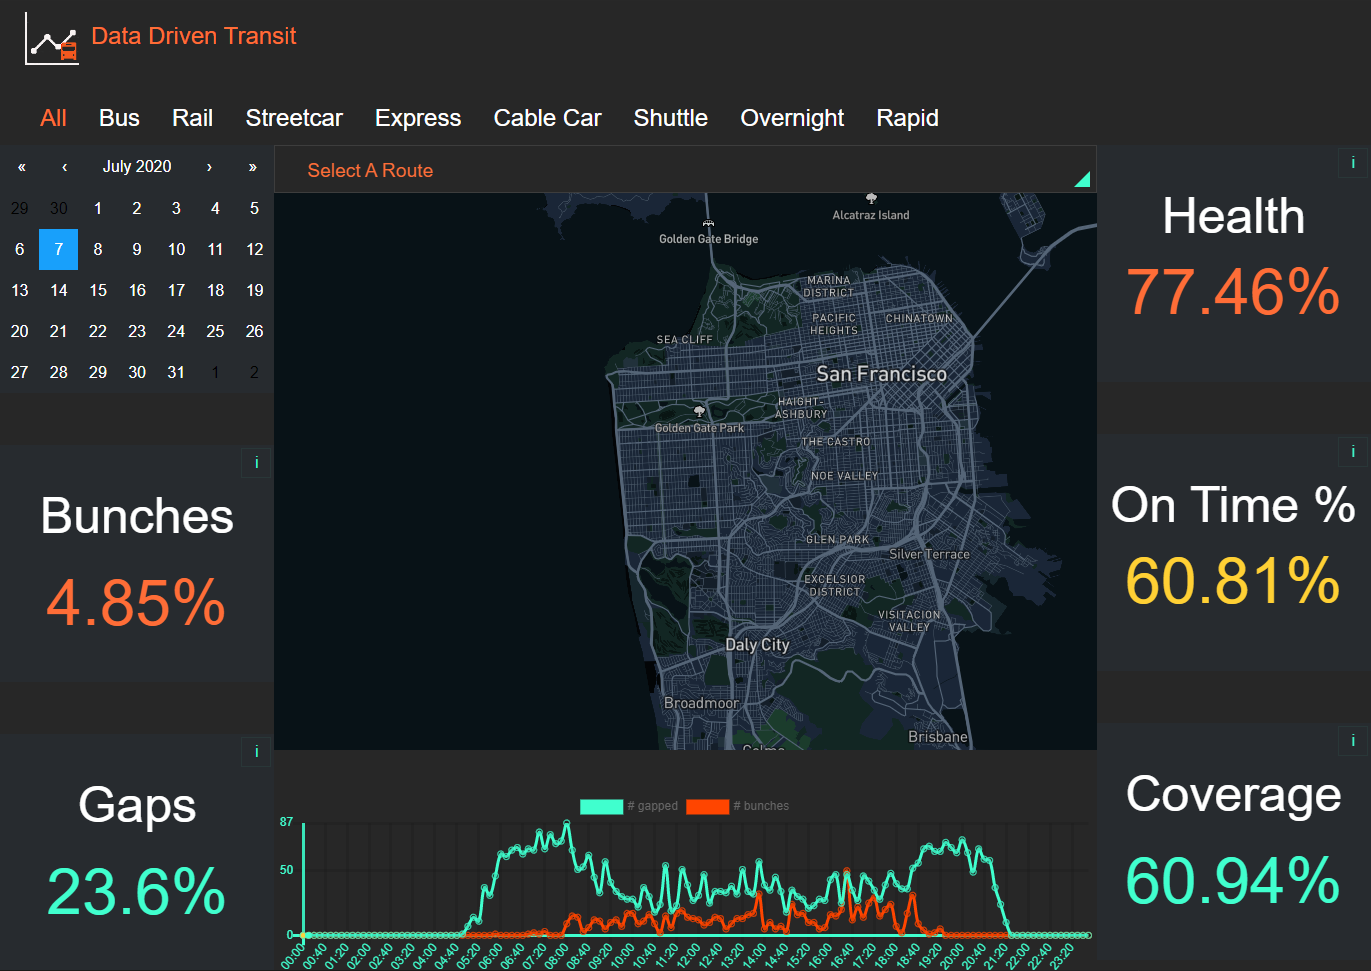 Data Driven Transit
All Bus Rail Streetcar Express Cable Car Shuttle Overnight Rapid
« ‹ July 2020 › »
29 30 1 2 3 4 5
6 7 8 9 10 11 12
13 14 15 16 17 18 19
20 21 22 23 24 25 26
27 28 29 30 31 1 2
i
Bunches
4.85%
i
Gaps
23.6%
Select A Route
Alcatraz Island
Golden Gate Bridge
MARINA
DISTRICT
PACIFIC
HEIGHTS
CHINATOWN
SEA CLIFF
San Francisco
HAIGHT-
ASHBURY
Golden Gate Park
THE CASTRO
NOE VALLEY
GLEN PARK
Silver Terrace
EXCELSIOR
DISTRICT
VISITACION
VALLEY
Daly City
Broadmoor
Brisbane
Colma
# gapped # bunches
87
50
0
00:00 00:40 01:20 02:00 02:40 03:20 04:00 04:40 05:20 06:00 06:40 07:20 08:00 08:40 09:20 10:00 10:40 11:20 12:00 12:40 13:20 14:00 14:40 15:20 16:00 16:40 17:20 18:00 18:40 19:20 20:00 20:40 21:20 22:00 22:40 23:20
i
Health
77.46%
i
On Time %
60.81%
i
Coverage
60.94%